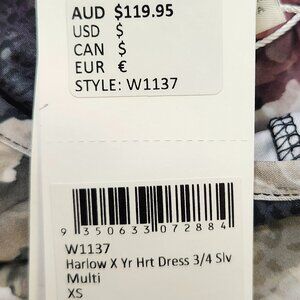 AUD $119.95
USD $
CAN $
EUR €
STYLE: W1137
9 350633 072884
W1137
Harlow X Yr Hrt Dress 3/4 Slv
Multi
XS